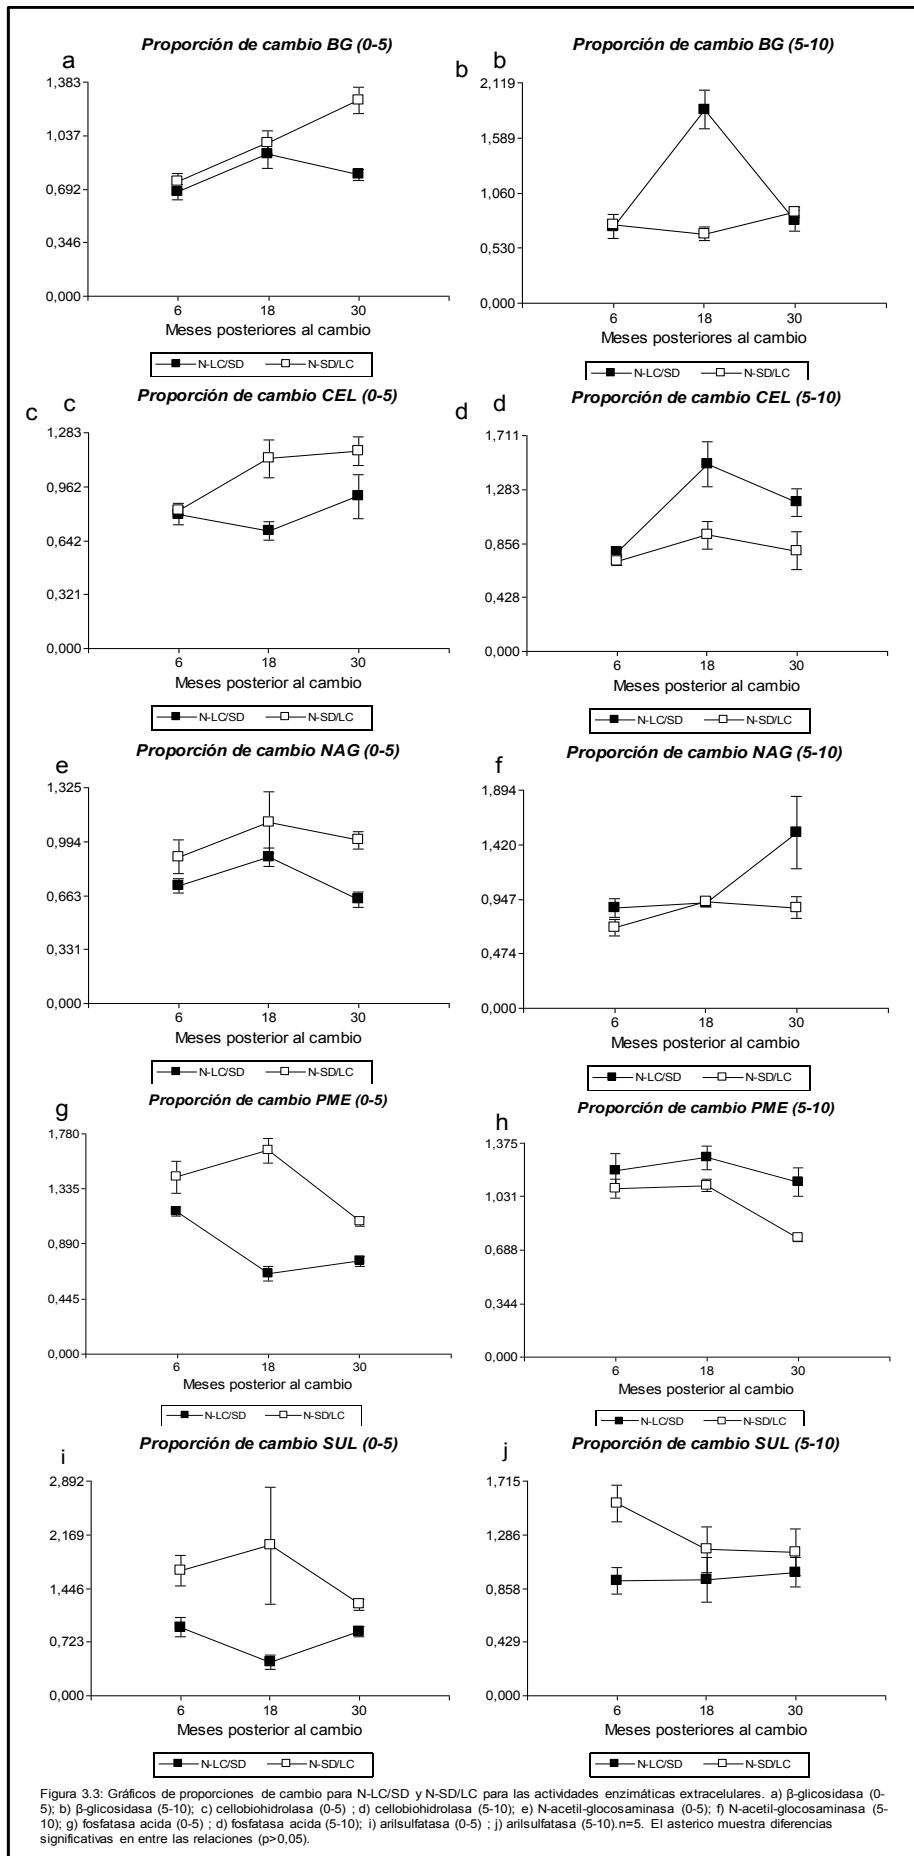 Proporción de cambio BG (0-5)
a
1,383
1,037
0,692
0,346
0,000
6
18
30
Meses posteriores al cambio
N-LC/SD
N-SD/LC
Proporción de cambio BG (5-10)
b
b
2,119
1,589
1,060
0,530
0,000
6
18
30
Meses posteriores al cambio
N-LC/SD
N-SD/LC
Proporción de cambio CEL (0-5)
c
c
1,283
0,962
0,642
0,321
0,000
6
18
30
Meses posterior al cambio
N-LC/SD
N-SD/LC
Proporción de cambio CEL (5-10)
d
d
1,711
1,283
0,856
0,428
0,000
6
18
30
Meses posterior al cambio
N-LC/SD
N-SD/LC
Proporción de cambio NAG (0-5)
e
1,325
0,994
0,663
0,331
0,000
6
18
30
Meses posterior al cambio
N-LC/SD
N-SD/LC
Proporción de cambio NAG (5-10)
f
1,894
1,420
0,947
0,474
0,000
6
18
30
Meses posterior al cambio
N-LC/SD
N-SD/LC
Proporción de cambio PME (0-5)
g
1,780
1,335
0,890
0,445
0,000
6
18
30
Meses posterior al cambio
N-LC/SD
N-SD/LC
Proporción de cambio PME (5-10)
h
1,375
1,031
0,688
0,344
0,000
6
18
30
Meses posterior al cambio
N-LC/SD
N-SD/LC
Proporción de cambio SUL (0-5)
i
2,892
2,169
1,446
0,723
0,000
6
18
30
Meses posterior al cambio
N-LC/SD
N-SD/LC
Proporción de cambio SUL (5-10)
j
1,715
1,286
0,858
0,429
0,000
6
18
30
Meses posteriores al cambio
N-LC/SD
N-SD/LC
Figura 3.3: Gráficos de proporciones de cambio para N-LC/SD y N-SD/LC para las actividades enzimáticas extracelulares. a) β-glicosidasa (0-
5); b) β-glicosidasa (5-10); c) cellobiohidrolasa (0-5) ; d) cellobiohidrolasa (5-10); e) N-acetil-glocosaminasa (0-5); f) N-acetil-glocosaminasa (5-
10); g) fosfatasa acida (0-5) ; d) fosfatasa acida (5-10); i) arilsulfatasa (0-5) ; j) arilsulfatasa (5-10).n=5. El asterico muestra diferencias
significativas en entre las relaciones (p>0,05).